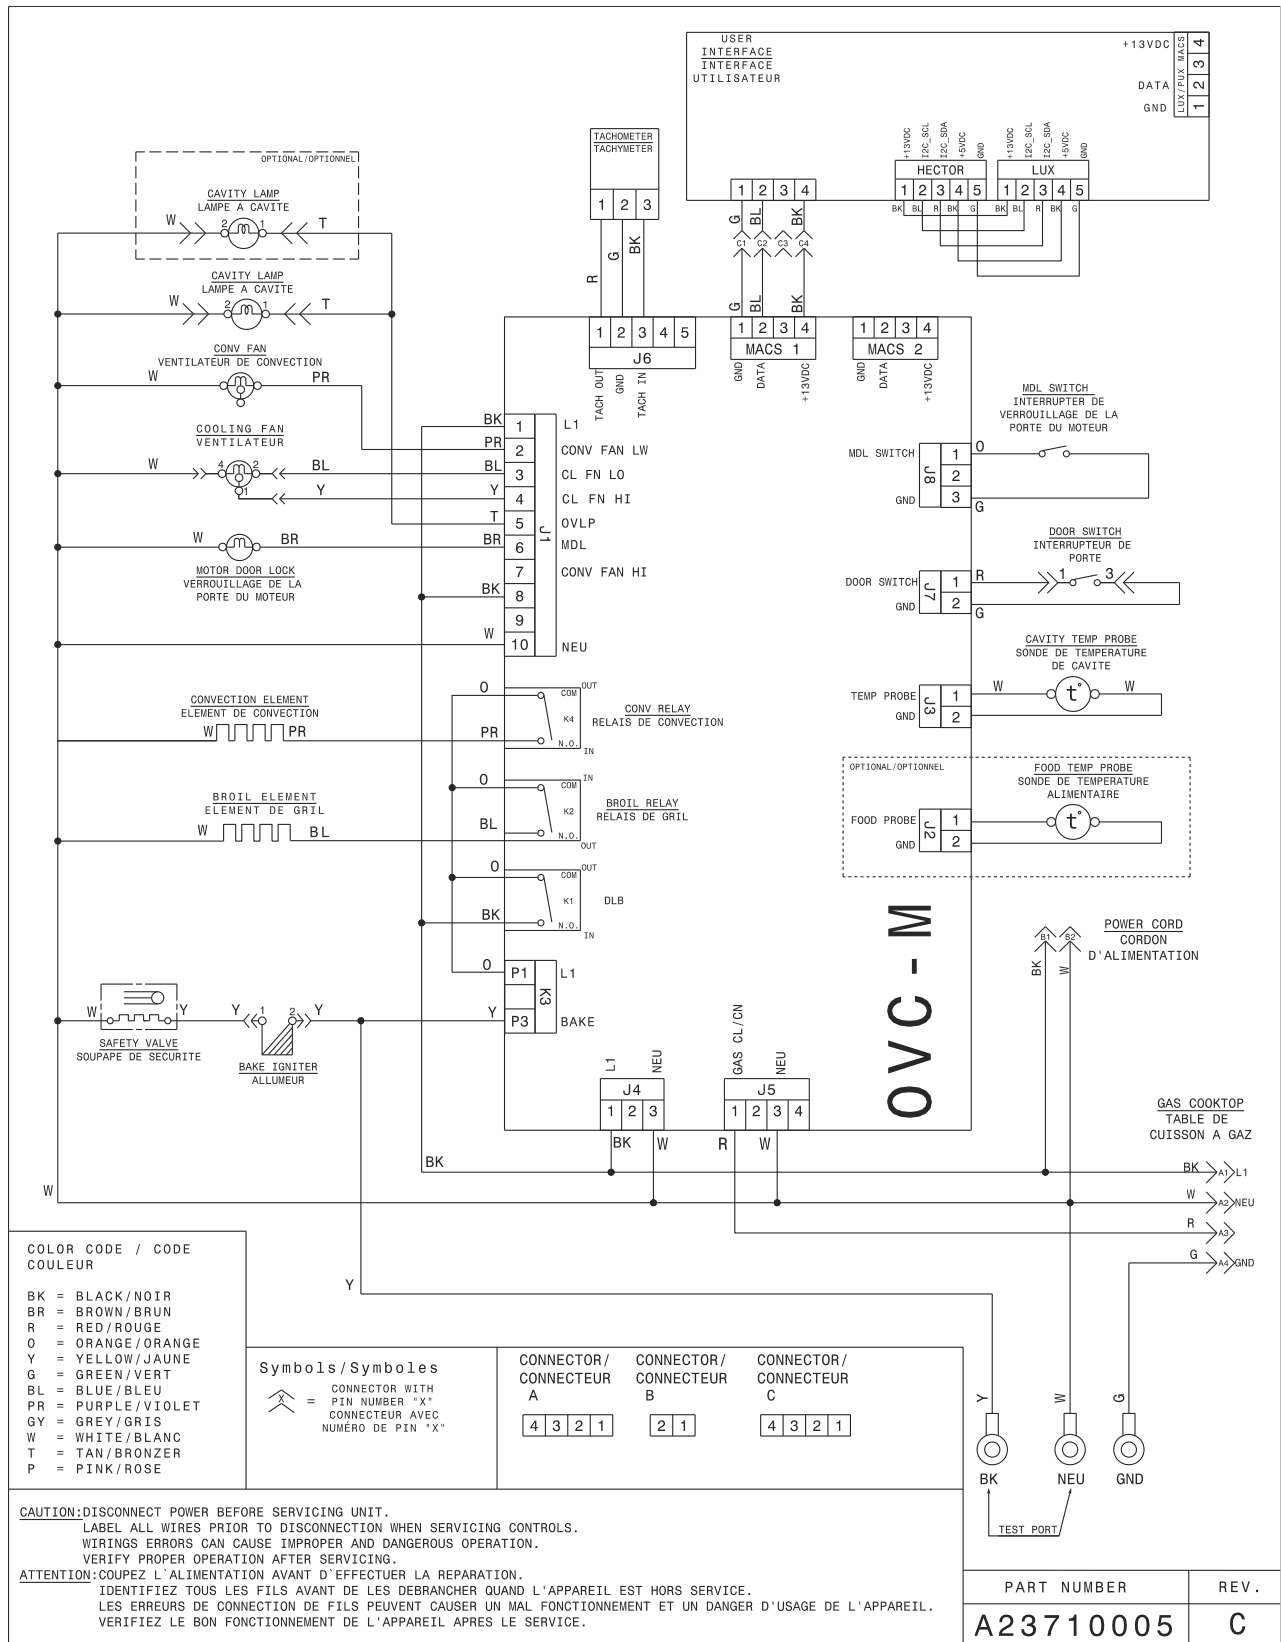 USER
INTERFACE
INTERFACE
UTILISATEUR
+13VDC
DATA
GND
LUX/PUX MACS
1 2 3 4
+13VDC I2C_SCL I2C_SDA +5VDC GND
+13VDC I2C_SCL I2C_SDA +5VDC GND
HECTOR
LUX
1 2 3 4 5
1 2 3 4 5
BK BL R BK G
BK BL R BK G
1 2 3 4
G BL BK
C1 C2 C3 C4
G BL BK
TACHOMETER
TACHYMETER
1 2 3
R G BK
OPTIONAL/OPTIONNEL
CAVITY LAMP
LAMPE A CAVITE
W 2 1 T
CAVITY LAMP
LAMPE A CAVITE
W 2 1 T
CONV FAN
VENTILATEUR DE CONVECTION
W PR
COOLING FAN
VENTILATEUR
W 4 2 BL
1 Y
W BR
MOTOR DOOR LOCK
VERROUILLAGE DE LA
PORTE DU MOTEUR
1 2 3 4 5
J6
TACH OUT
GND
TACH IN
1 2 3 4
MACS 1
GND
DATA
+13VDC
1 2 3 4
MACS 2
GND
DATA
+13VDC
BK 1 L1
PR 2 CONV FAN LW
BL 3 CL FN LO
Y 4 CL FN HI
T 5 OVLP
BR 6 MDL
7 CONV FAN HI
BK 8
9
W 10 NEU
J1
MDL SWITCH
INTERRUPTER DE
VERROUILLAGE DE LA
PORTE DU MOTEUR
MDL SWITCH 1 O
2
GND 3 G
J8
DOOR SWITCH
INTERRUPTEUR DE
PORTE
DOOR SWITCH 1 R 1 3
GND 2 G
J7
CAVITY TEMP PROBE
SONDE DE TEMPERATURE
DE CAVITE
TEMP PROBE 1 W t° W
GND 2
J3
OPTIONAL/OPTIONNEL
FOOD TEMP PROBE
SONDE DE TEMPERATURE
ALIMENTAIRE
FOOD PROBE 1 t°
GND 2
J2
CONVECTION ELEMENT
ELEMENT DE CONVECTION
W PR
O COM OUT
K4
PR N.O. IN
CONV RELAY
RELAIS DE CONVECTION
BROIL ELEMENT
ELEMENT DE GRIL
W BL
O COM IN
K2
BL N.O. OUT
BROIL RELAY
RELAIS DE GRIL
O COM OUT
K1
BK N.O. IN
DLB
O P1 L1
K3
Y P3 BAKE
W Y Y 1 2 Y
SAFETY VALVE
SOUPAPE DE SECURITE
BAKE IGNITER
ALLUMEUR
OVC-M
L1 NEU
J4
1 2 3
BK W
GAS CL/CN NEU
J5
1 2 3 4
R W
B1 B2
BK W
POWER CORD
CORDON
D'ALIMENTATION
GAS COOKTOP
TABLE DE
CUISSON A GAZ
BK A1 L1
W A2 NEU
R A3
G A4 GND
BK
W
Y
COLOR CODE / CODE
COULEUR
BK = BLACK/NOIR
BR = BROWN/BRUN
R = RED/ROUGE
O = ORANGE/ORANGE
Y = YELLOW/JAUNE
G = GREEN/VERT
BL = BLUE/BLEU
PR = PURPLE/VIOLET
GY = GREY/GRIS
W = WHITE/BLANC
T = TAN/BRONZER
P = PINK/ROSE
Symbols/Symboles
X = CONNECTOR WITH
PIN NUMBER "X"
CONNECTEUR AVEC
NUMÉRO DE PIN "X"
CONNECTOR/
CONNECTEUR
A
4 3 2 1
CONNECTOR/
CONNECTEUR
B
2 1
CONNECTOR/
CONNECTEUR
C
4 3 2 1
Y W G
BK NEU GND
TEST PORT
CAUTION:DISCONNECT POWER BEFORE SERVICING UNIT.
LABEL ALL WIRES PRIOR TO DISCONNECTION WHEN SERVICING CONTROLS.
WIRINGS ERRORS CAN CAUSE IMPROPER AND DANGEROUS OPERATION.
VERIFY PROPER OPERATION AFTER SERVICING.
ATTENTION:COUPEZ L`ALIMENTATION AVANT D`EFFECTUER LA REPARATION.
IDENTIFIEZ TOUS LES FILS AVANT DE LES DEBRANCHER QUAND L'APPAREIL EST HORS SERVICE.
LES ERREURS DE CONNECTION DE FILS PEUVENT CAUSER UN MAL FONCTIONNEMENT ET UN DANGER D'USAGE DE L'APPAREIL.
VERIFIEZ LE BON FONCTIONNEMENT DE L'APPAREIL APRES LE SERVICE.
PART NUMBER
REV.
A23710005
C